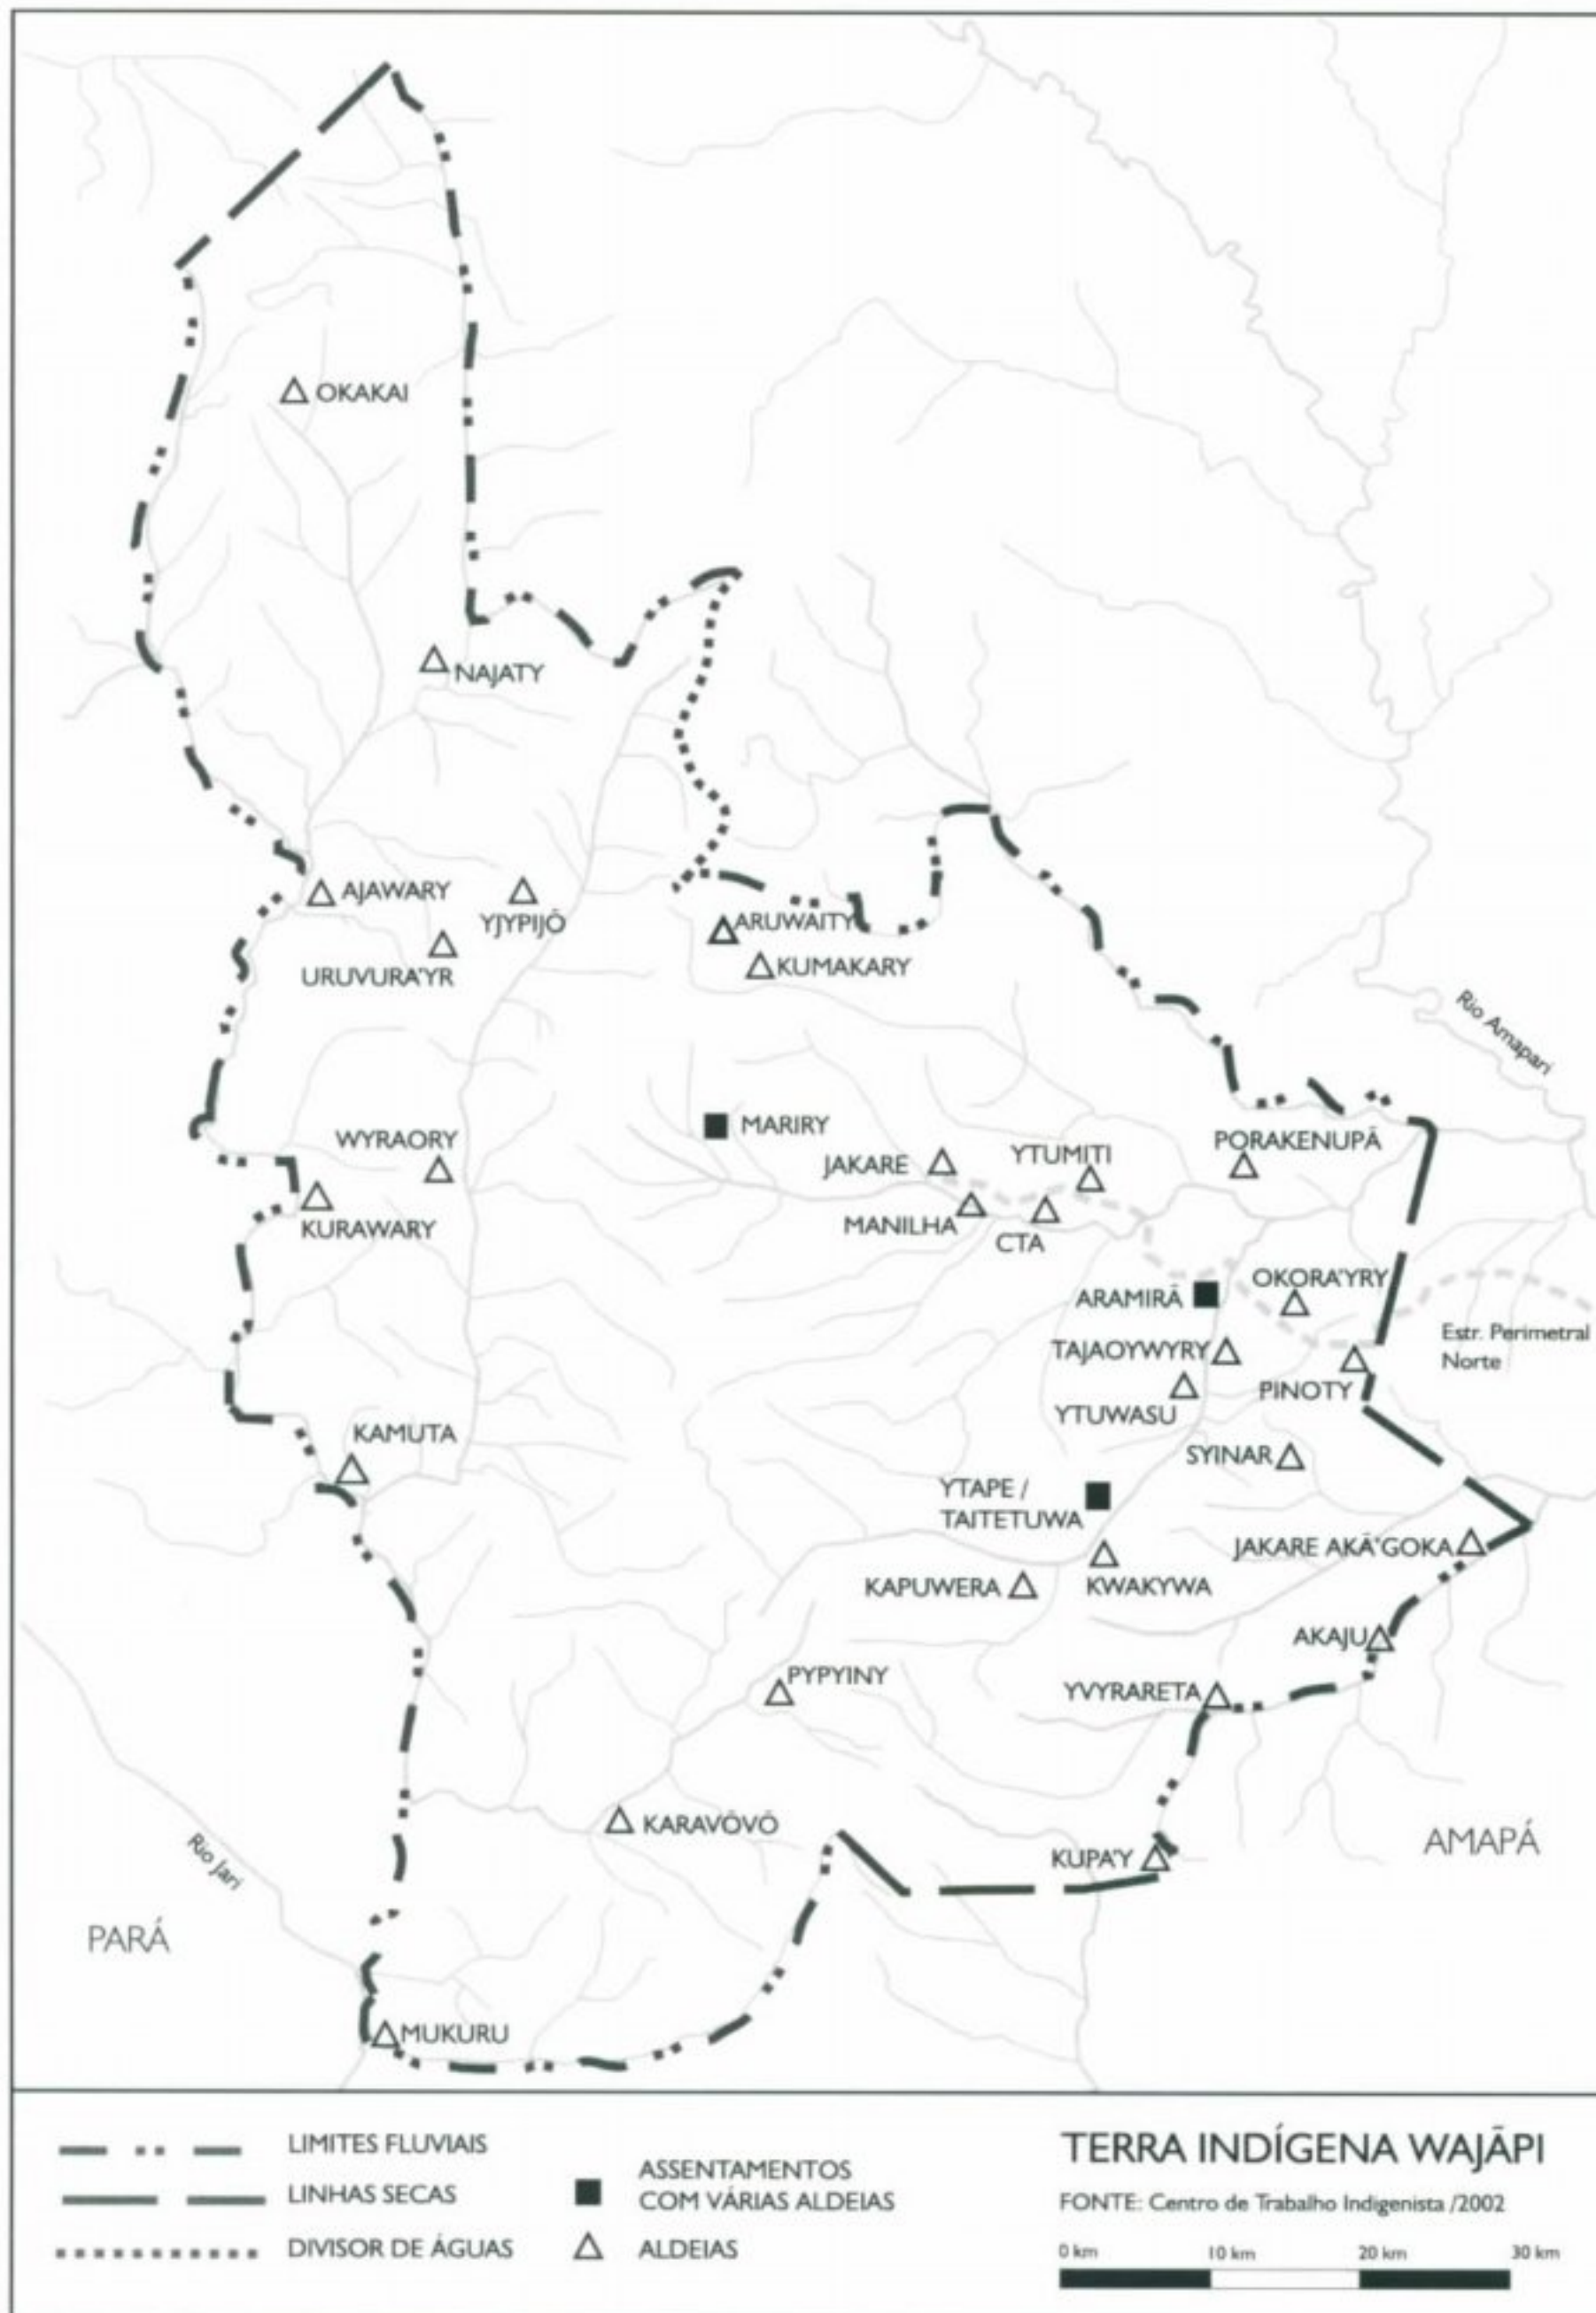 OKAKAI
NAJATY
AJAWARY
YJYPIJÕ
URUVURA'YR
ARUWAITY
KUMAKARY
Rio Amapari
MARIRY
WYRAORY
JAKARE
YTUMITI
PORAKENUPÃ
KURAWARY
MANILHA
CTA
OKORA'YRY
ARAMIRÃ
Estr. Perimetral
Norte
TAJAOYWYRY
PINOTY
YTUWASU
KAMUTA
SYINAR
YTAPE /
TAITETUWA
JAKARE AKÃ'GOKA
KAPUWERA
KWAKYWA
AKAJU
PYPYINY
YVYRARETA
KARAVÕVÕ
KUPA'Y
AMAPÁ
Rio Jari
PARÁ
MUKURU
LIMITES FLUVIAIS
LINHAS SECAS
DIVISOR DE ÁGUAS
ASSENTAMENTOS
COM VÁRIAS ALDEIAS
ALDEIAS
TERRA INDÍGENA WAJÃPI
FONTE: Centro de Trabalho Indigenista /2002
0 km 10 km 20 km 30 km